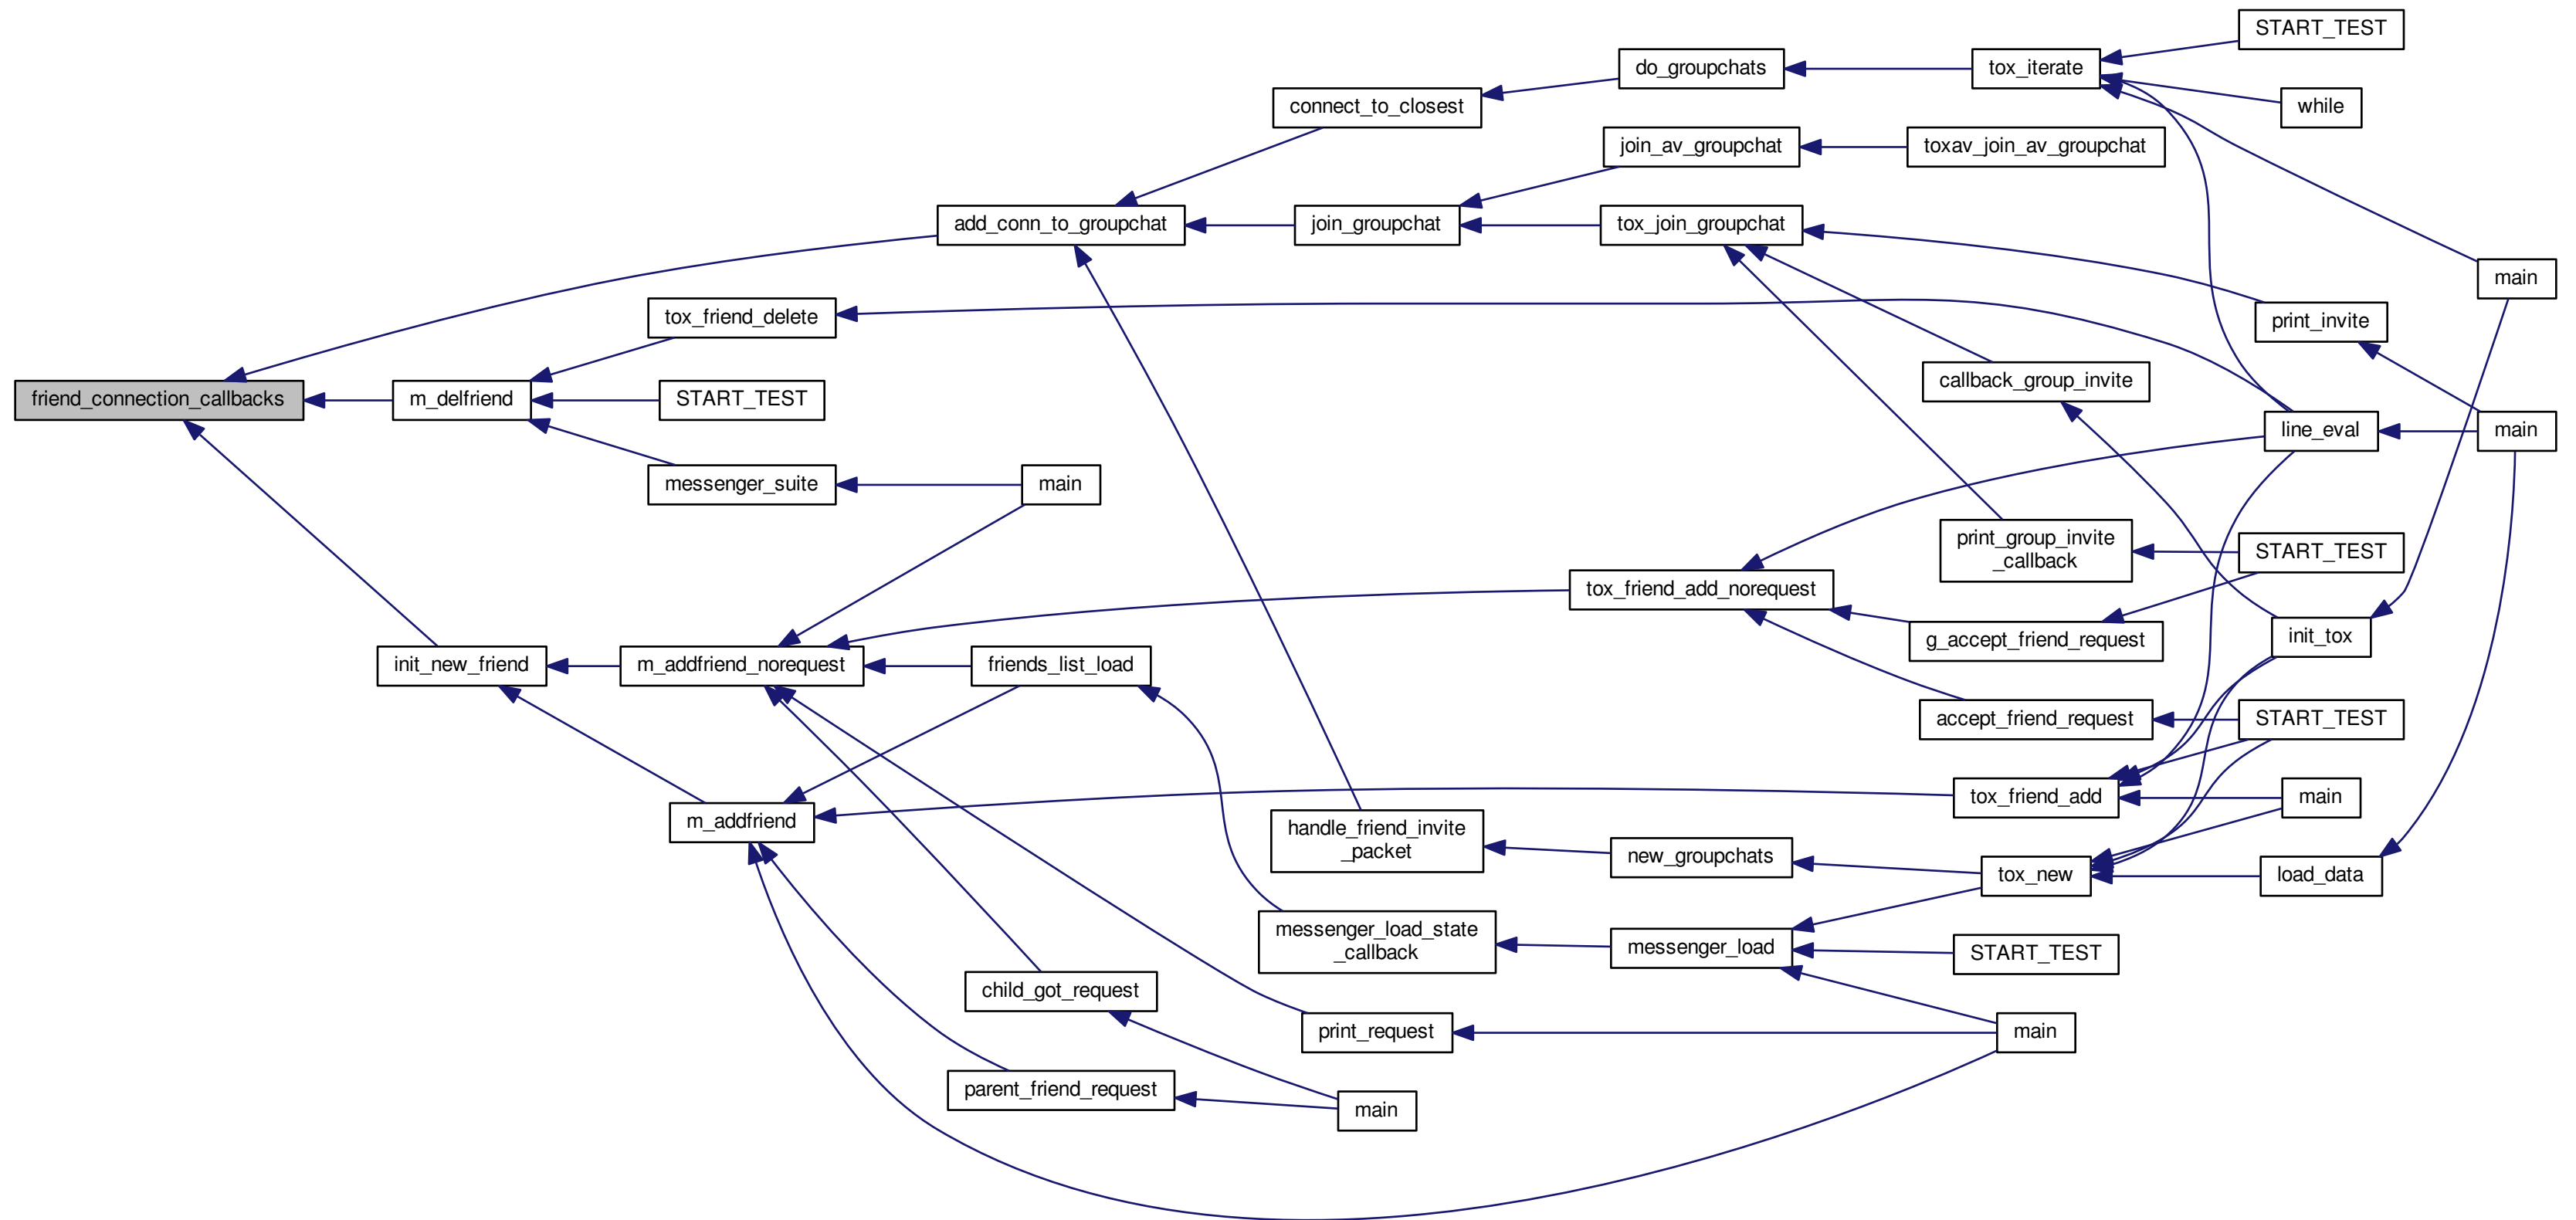 START_TEST
do_groupchats
tox_iterate
connect_to_closest
while
join_av_groupchat
toxav_join_av_groupchat
add_conn_to_groupchat
join_groupchat
tox_join_groupchat
main
tox_friend_delete
print_invite
callback_group_invite
friend_connection_callbacks
m_delfriend
START_TEST
line_eval
main
messenger_suite
main
print_group_invite
_callback
START_TEST
tox_friend_add_norequest
g_accept_friend_request
init_tox
init_new_friend
m_addfriend_norequest
friends_list_load
accept_friend_request
START_TEST
tox_friend_add
main
m_addfriend
handle_friend_invite
_packet
new_groupchats
tox_new
load_data
messenger_load_state
_callback
messenger_load
START_TEST
child_got_request
print_request
main
parent_friend_request
main